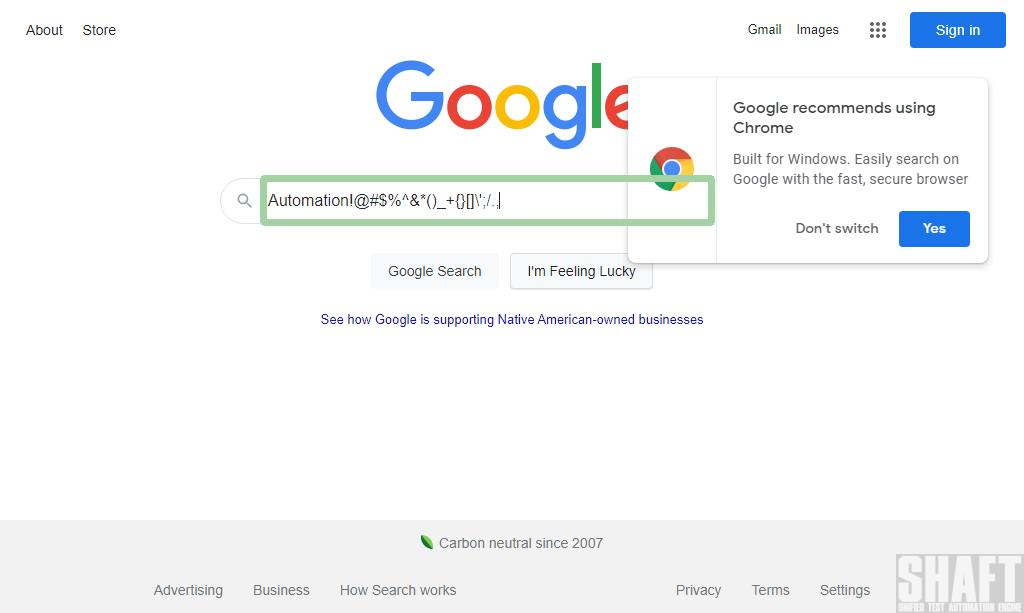 About Store Gmail Images Sign in
Google
Google recommends using
Chrome
Built for Windows. Easily search on
Google with the fast, secure browser
Don't switch Yes
Automation!@#$%^&*()_+{}[]\';/.,
Google Search I'm Feeling Lucky
See how Google is supporting Native American-owned businesses
Carbon neutral since 2007
Advertising Business How Search works Privacy Terms Settings
SHAFT
UNIFIED TEST AUTOMATION ENGINE